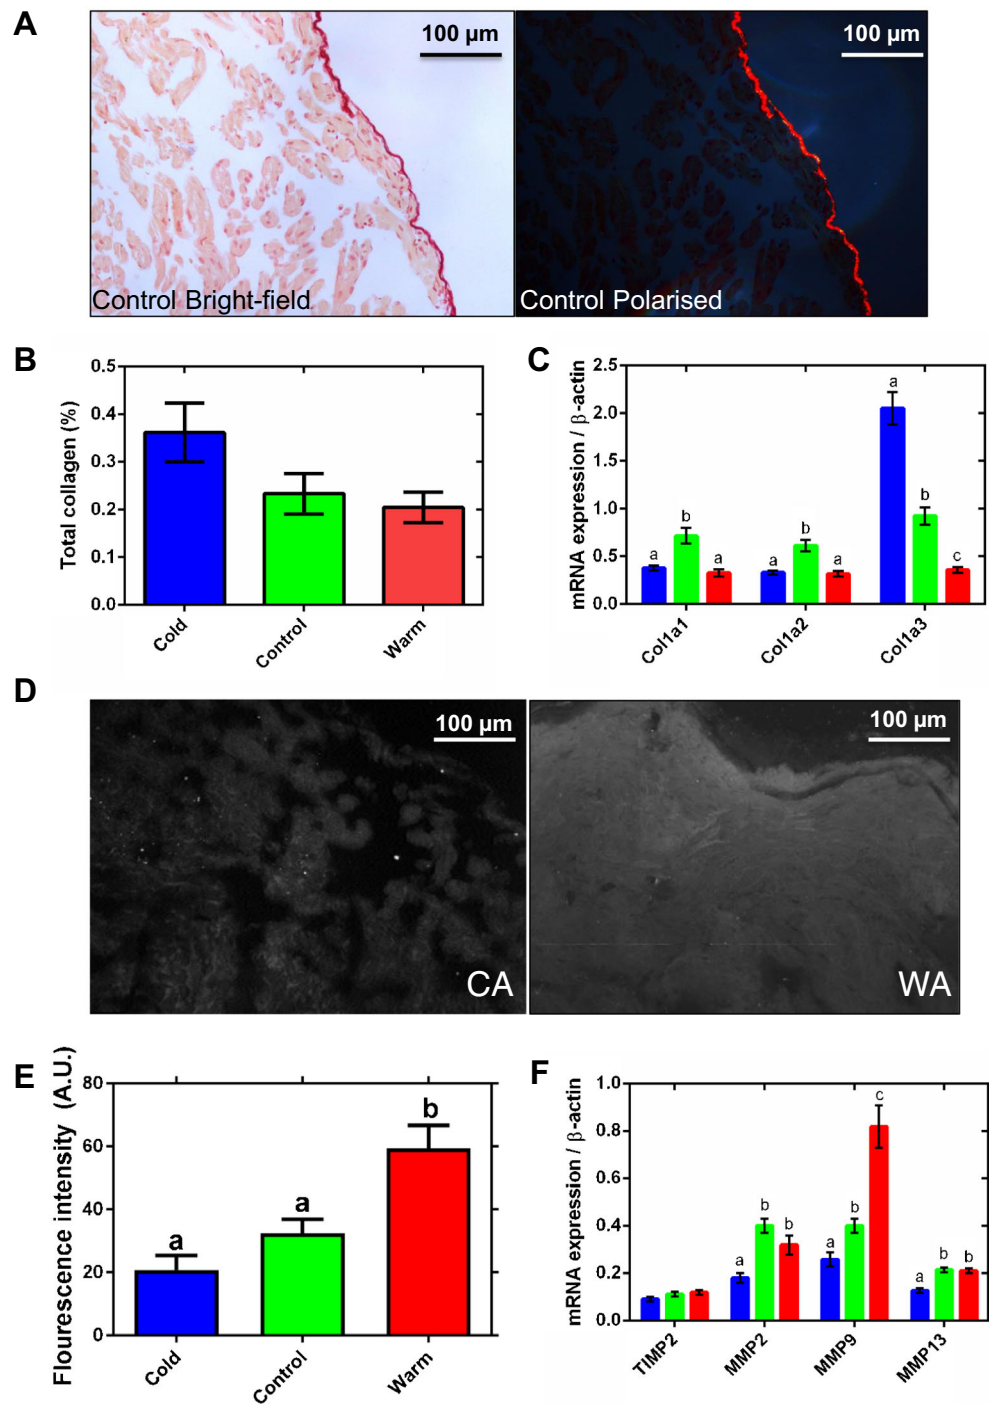 A
100 µm
100 µm
Control Bright-field
Control Polarised
B
0.5
0.4
0.3
0.2
0.1
0.0
Total collagen (%)
Cold
Control
Warm
C
2.5
2.0
1.5
1.0
0.5
0.0
mRNA expression / β-actin
a
b
a
a
b
a
a
b
c
Col1a1
Col1a2
Col1a3
D
100 µm
100 µm
CA
WA
E
80
60
40
20
0
Flourescence intensity (A.U.)
a
a
b
Cold
Control
Warm
F
1.0
0.8
0.6
0.4
0.2
0.0
mRNA expression / β-actin
a
b
b
a
b
c
a
b
b
TIMP2
MMP2
MMP9
MMP13